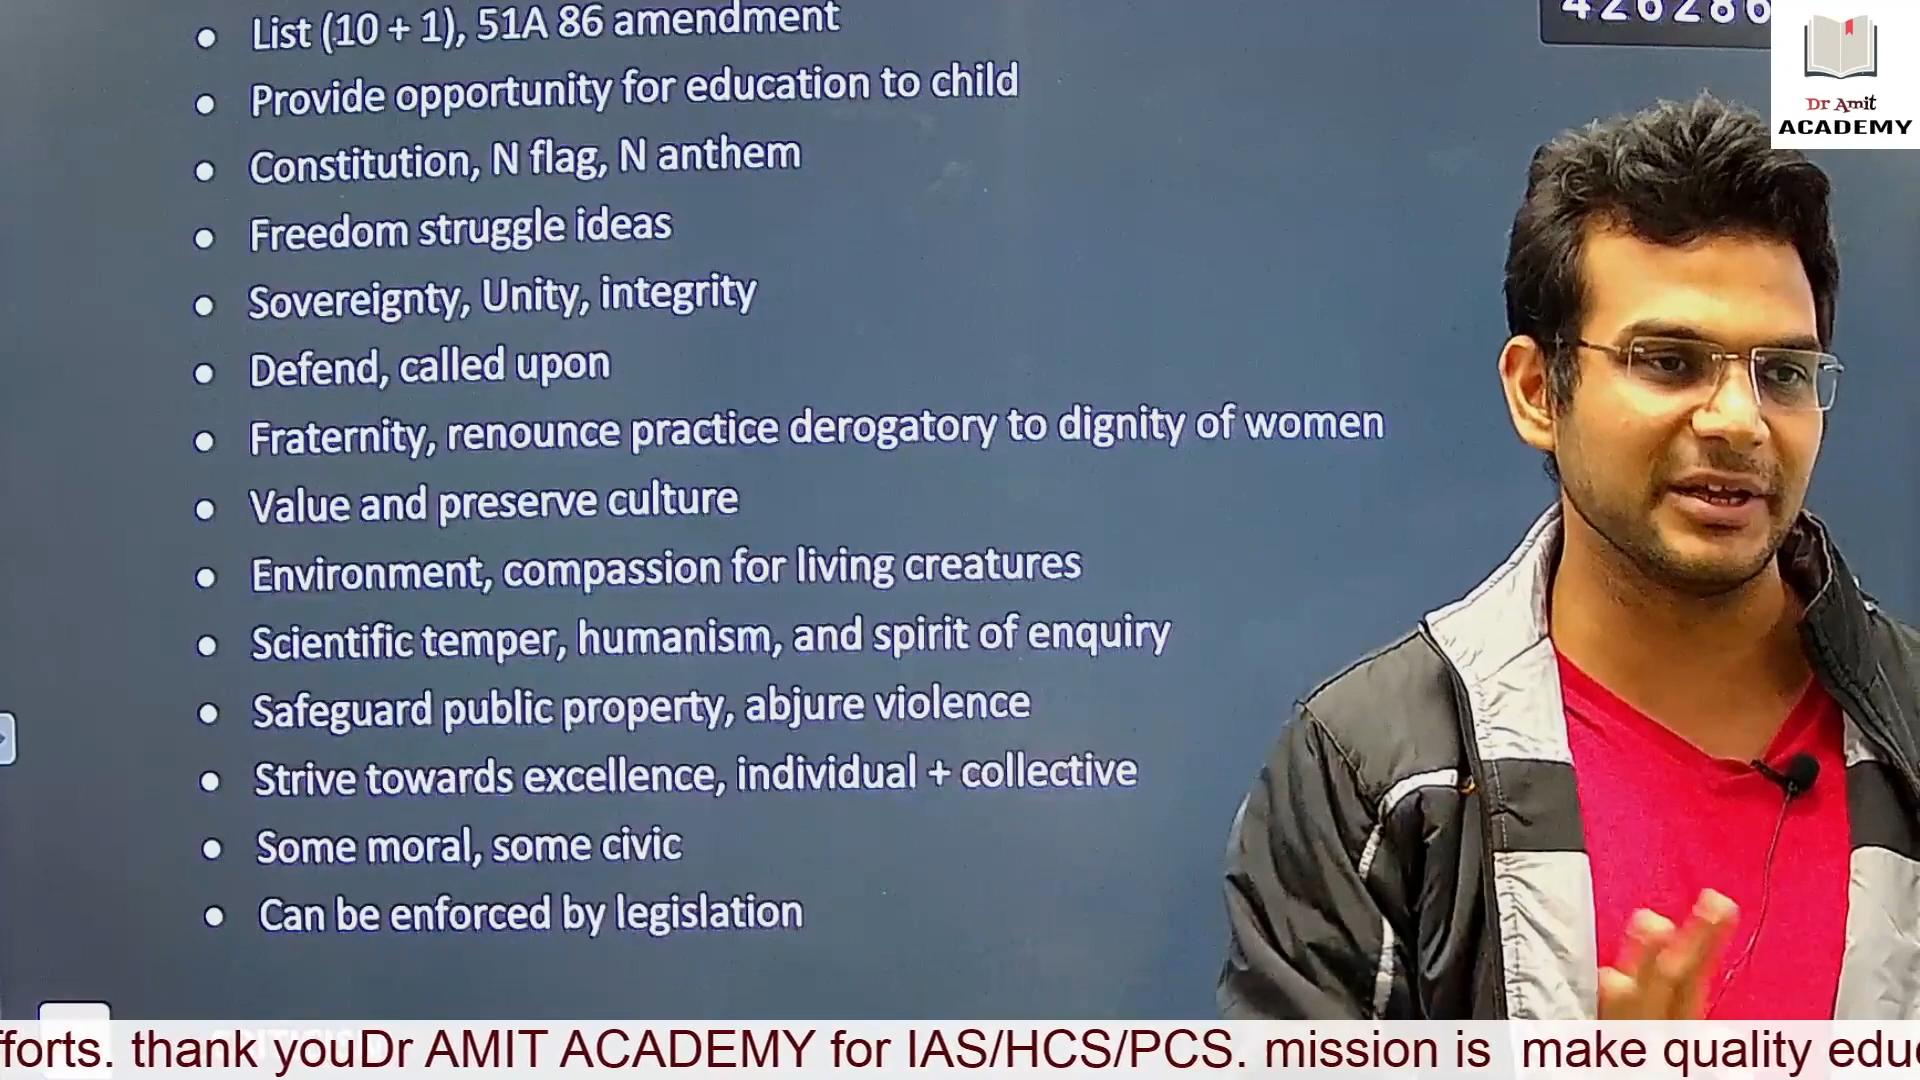 List (10 + 1), 51A 86 amendment
Provide opportunity for education to child
Constitution, N flag, N anthem
Freedom struggle ideas
Sovereignty, Unity, integrity
Defend, called upon
Fraternity, renounce practice derogatory to dignity of women
Value and preserve culture
Environment, compassion for living creatures
Scientific temper, humanism, and spirit of enquiry
Safeguard public property, abjure violence
Strive towards excellence, individual + collective
Some moral, some civic
Can be enforced by legislation
426286
Dr Amit
ACADEMY
fforts. thank youDr AMIT ACADEMY for IAS/HCS/PCS. mission is make quality edu